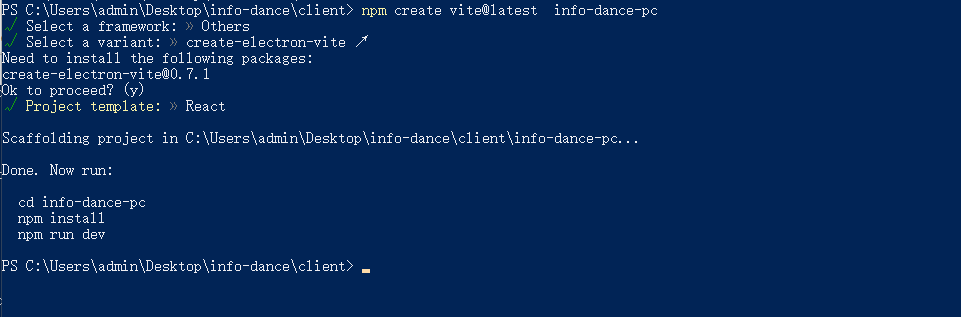 PS C:\Users\admin\Desktop\info-dance\client> npm create vite@latest  info-dance-pc
√ Select a framework: » Others
√ Select a variant: » create-electron-vite ↗
Need to install the following packages:
create-electron-vite@0.7.1
Ok to proceed? (y)
√ Project template: » React
Scaffolding project in C:\Users\admin\Desktop\info-dance\client\info-dance-pc...
Done. Now run:
cd info-dance-pc
npm install
npm run dev
PS C:\Users\admin\Desktop\info-dance\client>